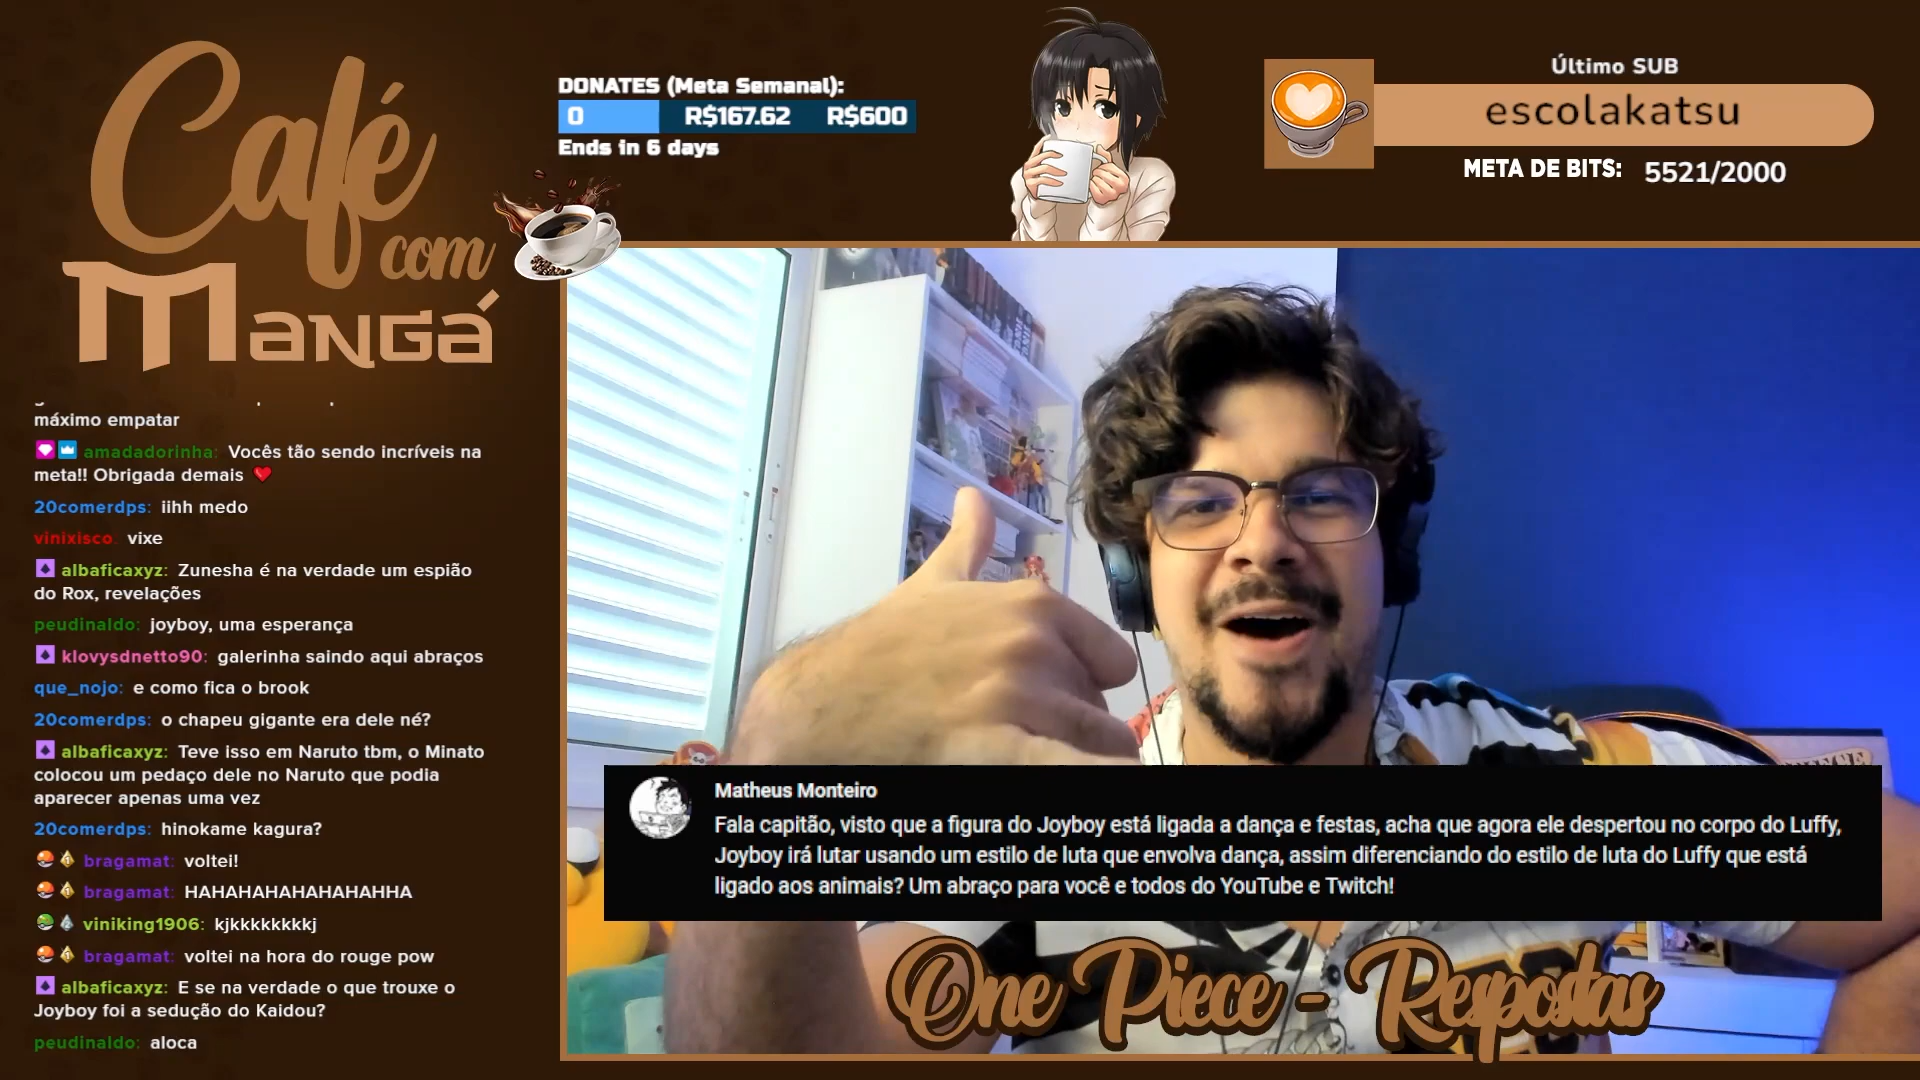 Café
com
Mangá
DONATES (Meta Semanal):
0 R$167.62 R$600
Ends in 6 days
Último SUB
escolakatsu
META DE BITS: 5521/2000
máximo empatar
amadadorinha: Vocês tão sendo incríveis na
meta!! Obrigada demais
20comerdps: iihh medo
vinixisco: vixe
albaficaxyz: Zunesha é na verdade um espião
do Rox, revelações
peudinaldo: joyboy, uma esperança
klovysdnetto90: galerinha saindo aqui abraços
que_nojo: e como fica o brook
20comerdps: o chapeu gigante era dele né?
albaficaxyz: Teve isso em Naruto tbm, o Minato
colocou um pedaço dele no Naruto que podia
aparecer apenas uma vez
20comerdps: hinokame kagura?
bragamat: voltei!
bragamat: HAHAHAHAHAHAHAHHA
viniking1906: kjkkkkkkkj
bragamat: voltei na hora do rouge pow
albaficaxyz: E se na verdade o que trouxe o
Joyboy foi a sedução do Kaidou?
peudinaldo: aloca
Matheus Monteiro
Fala capitão, visto que a figura do Joyboy está ligada a dança e festas, acha que agora ele despertou no corpo do Luffy,
Joyboy irá lutar usando um estilo de luta que envolva dança, assim diferenciando do estilo de luta do Luffy que está
ligado aos animais? Um abraço para você e todos do YouTube e Twitch!
One Piece - Respostas